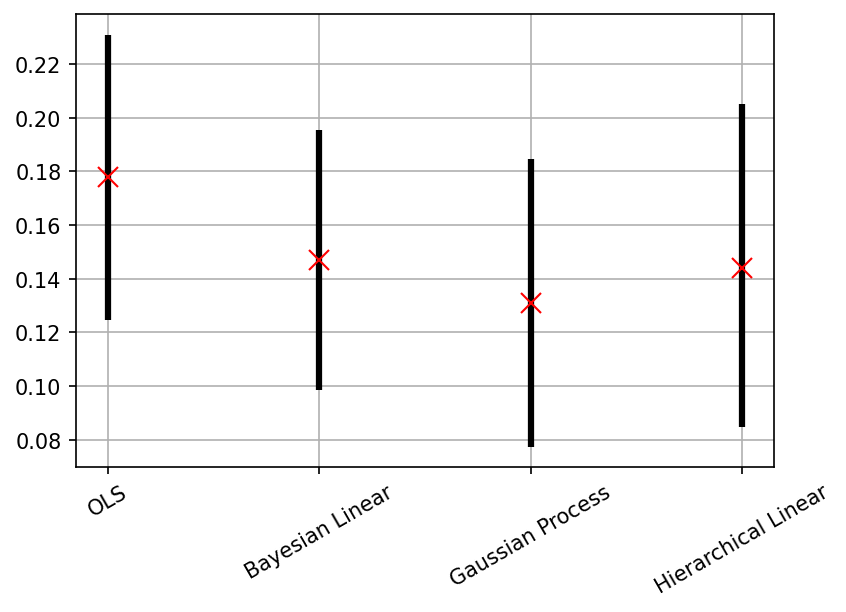 0.22
0.20
0.18
0.16
0.14
0.12
0.10
0.08
OLS
Bayesian Linear
Gaussian Process
Hierarchical Linear